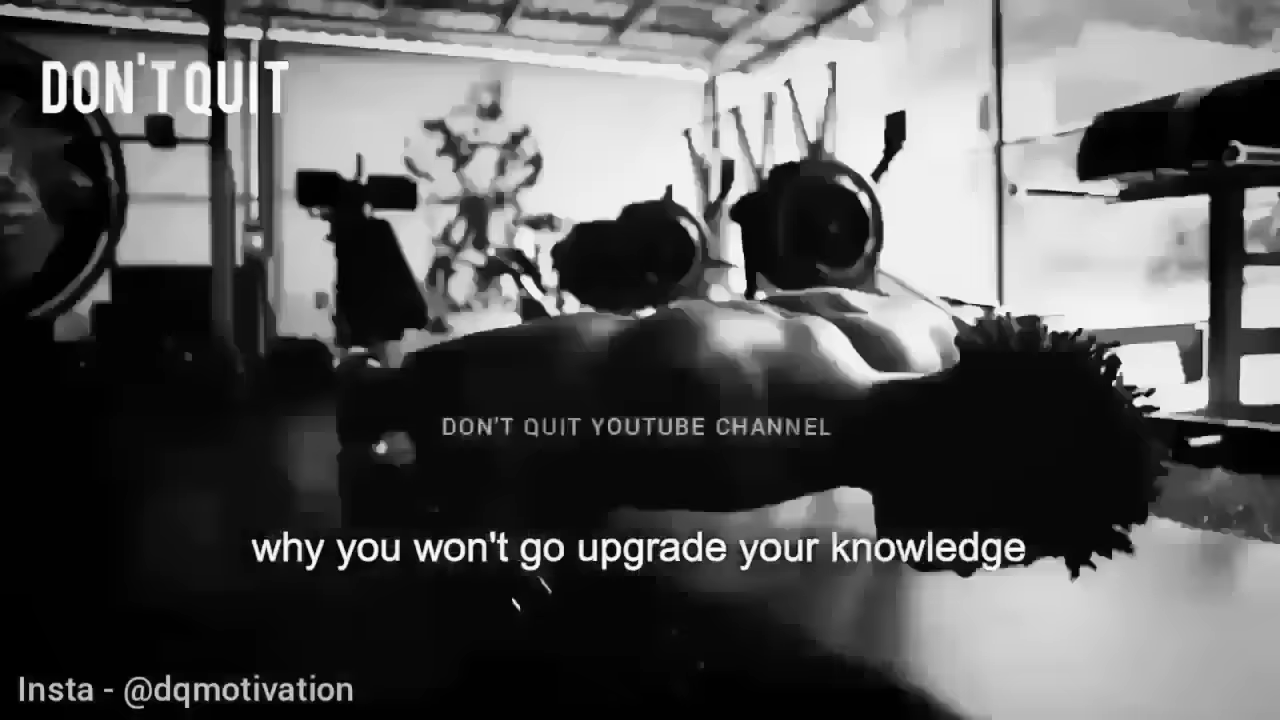 DON'T QUIT
DON'T QUIT YOUTUBE CHANNEL
why you won't go upgrade your knowledge
Insta - @dqmotivation